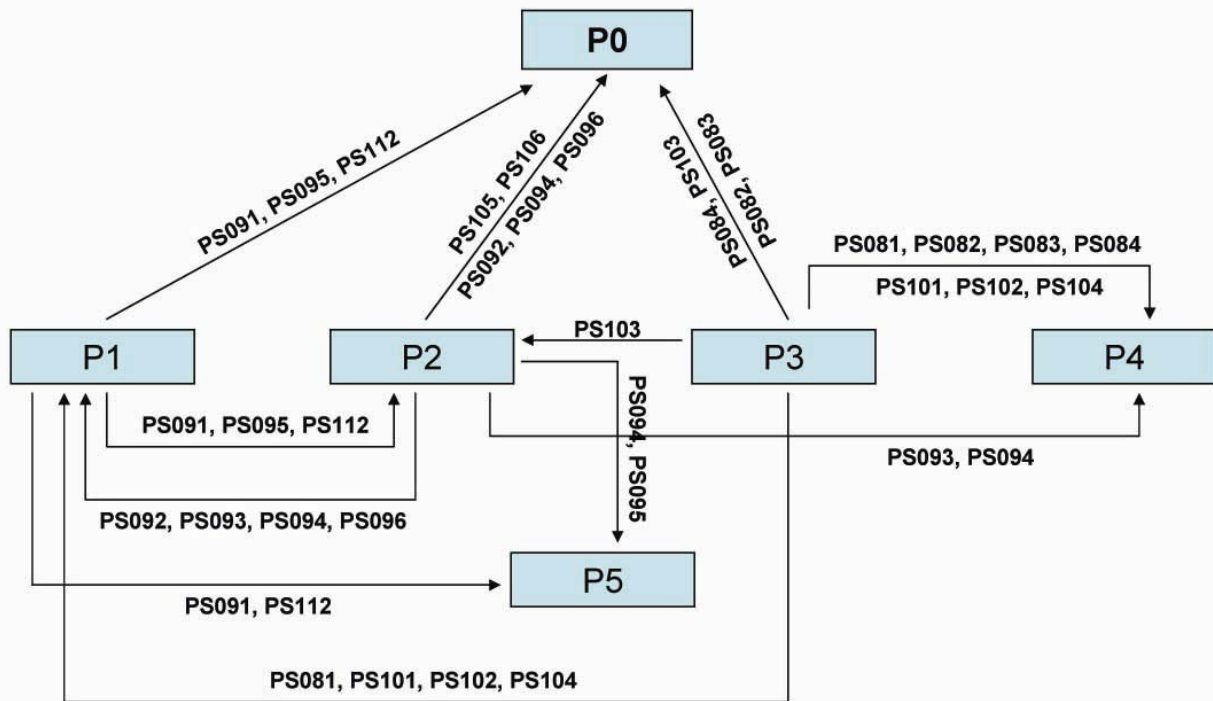 P0
PS091, PS095, PS112
PS105, PS106
PS092, PS094, PS096
PS082, PS083
PS084, PS103
PS081, PS082, PS083, PS084
PS101, PS102, PS104
P1
P2
PS103
P3
P4
PS091, PS095, PS112
PS094, PS095
PS093, PS094
PS092, PS093, PS094, PS096
P5
PS091, PS112
PS081, PS101, PS102, PS104